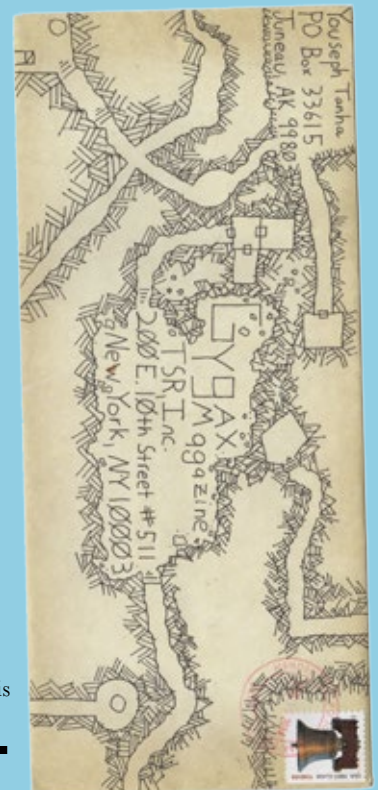 Youseph Tanha
PO Box 33615
Juneau, AK 9980
Gygax
Magazine
TSR, Inc.
200 E. 10th Street #511
New York, NY 10003
is